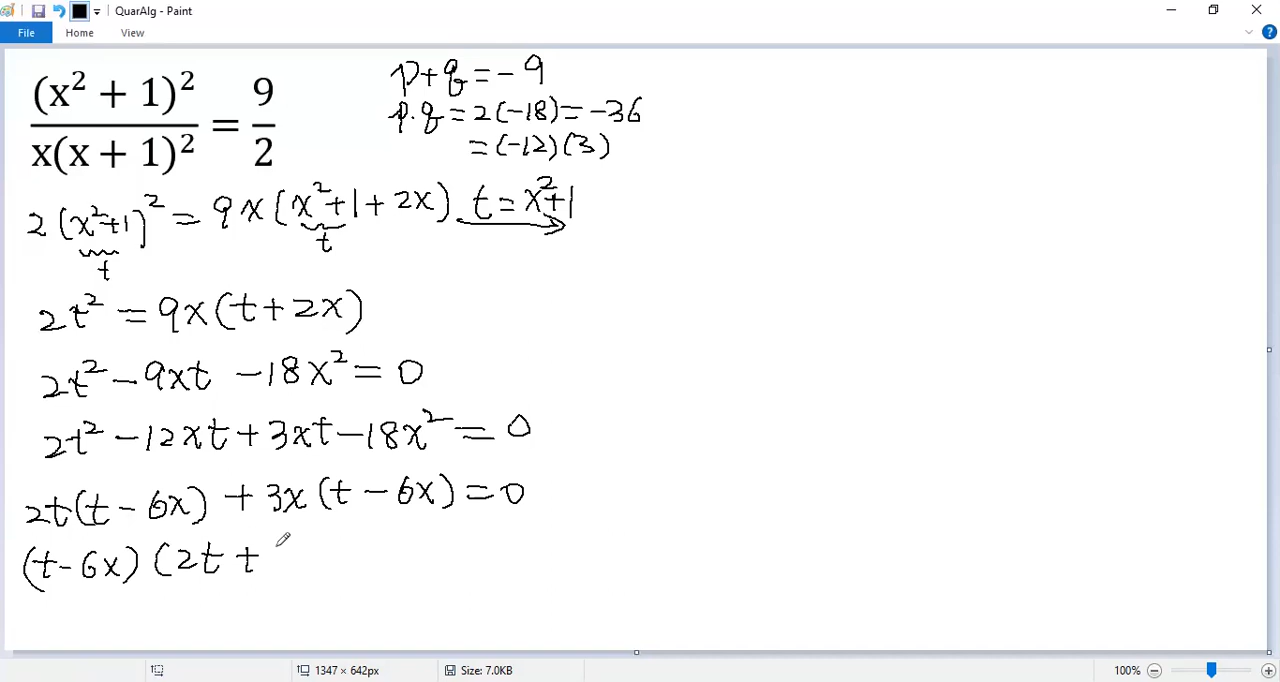 QuarAlg - Paint
File Home View
(x² + 1)² / x(x + 1)² = 9/2
p+q = -9
p.q = 2(-18) = -36
= (-12)(3)
2(x²+1)² = 9x(x²+1+2x) t = x²+1
t t
2t² = 9x(t+2x)
2t² - 9xt - 18x² = 0
2t² - 12xt + 3xt - 18x² = 0
2t(t - 6x) + 3x(t - 6x) = 0
(t - 6x)(2t +
1347 × 642px Size: 7.0KB 100%